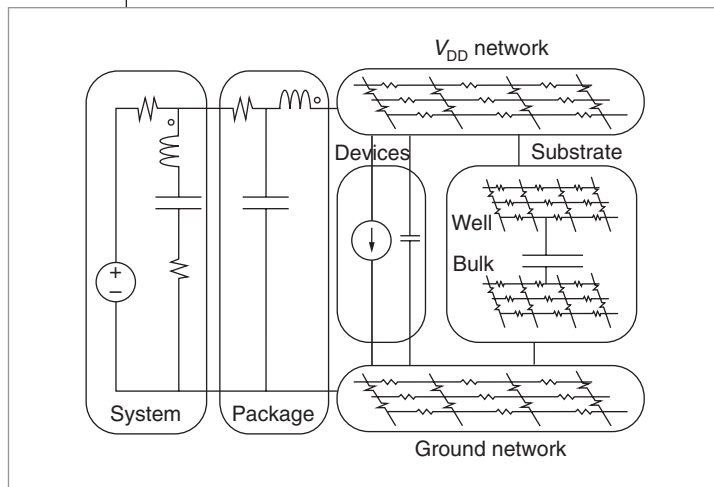 V_DD network
Devices
Substrate
Well
Bulk
+
−
System
Package
Ground network